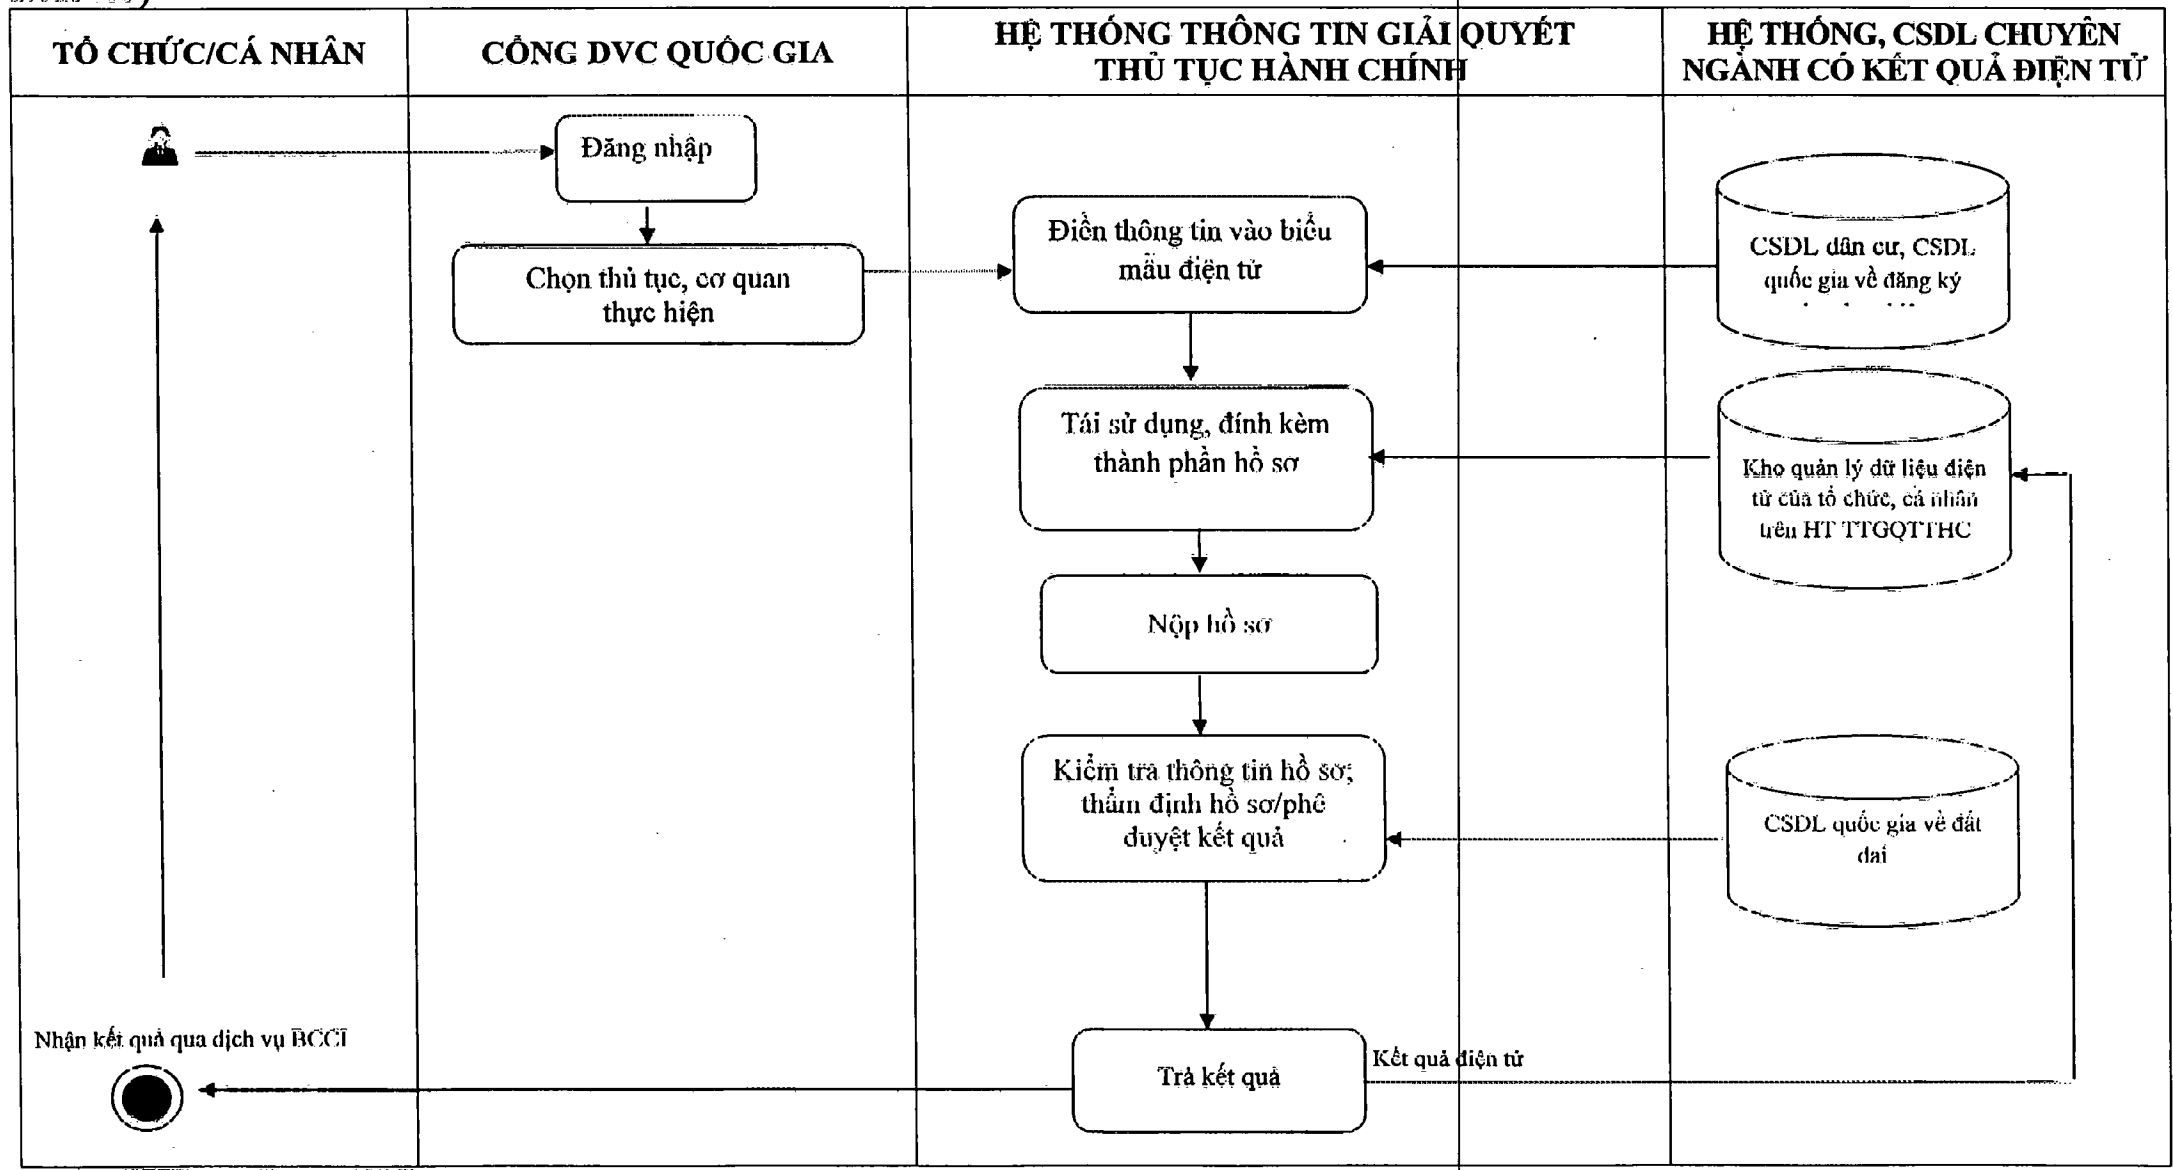 TỔ CHỨC/CÁ NHÂN
CỔNG DVC QUỐC GIA
HỆ THỐNG THÔNG TIN GIẢI QUYẾT
THỦ TỤC HÀNH CHÍNH
HỆ THỐNG, CSDL CHUYÊN
NGÀNH CÓ KẾT QUẢ ĐIỆN TỬ
Đăng nhập
Chọn thủ tục, cơ quan
thực hiện
Điền thông tin vào biểu
mẫu điện tử
CSDL dân cư, CSDL
quốc gia về đăng ký
Tái sử dụng, đính kèm
thành phần hồ sơ
Kho quản lý dữ liệu điện
tử của tổ chức, cá nhân
trên HT TTGQTTHC
Nộp hồ sơ
Kiểm tra thông tin hồ sơ;
thẩm định hồ sơ/phê
duyệt kết quả
CSDL quốc gia về đất
đai
Nhận kết quả qua dịch vụ BCCI
Trả kết quả
Kết quả điện tử